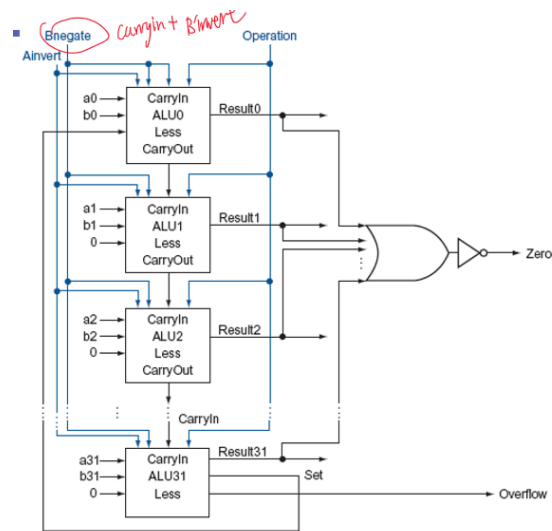 Bnegate carryin + Binvert Operation
Ainvert
a0 CarryIn Result0
b0 ALU0
Less
CarryOut
a1 CarryIn Result1
b1 ALU1
0 Less
CarryOut
Zero
a2 CarryIn Result2
b2 ALU2
0 Less
CarryOut
CarryIn
a31 CarryIn Result31
b31 ALU31 Set
0 Less Overflow